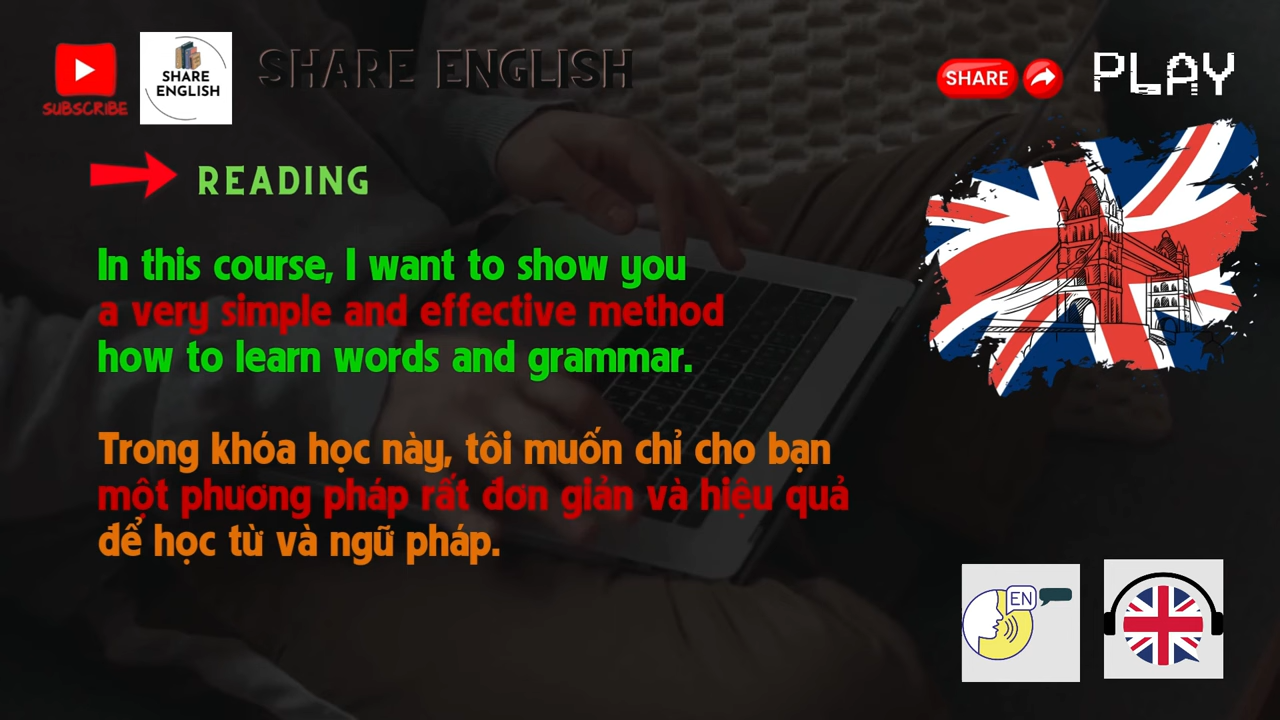 SUBSCRIBE
SHARE
ENGLISH
SHARE ENGLISH
SHARE
PLAY
READING
In this course, I want to show you
a very simple and effective method
how to learn words and grammar.
Trong khóa học này, tôi muốn chỉ cho bạn
một phương pháp rất đơn giản và hiệu quả
để học từ và ngữ pháp.
EN